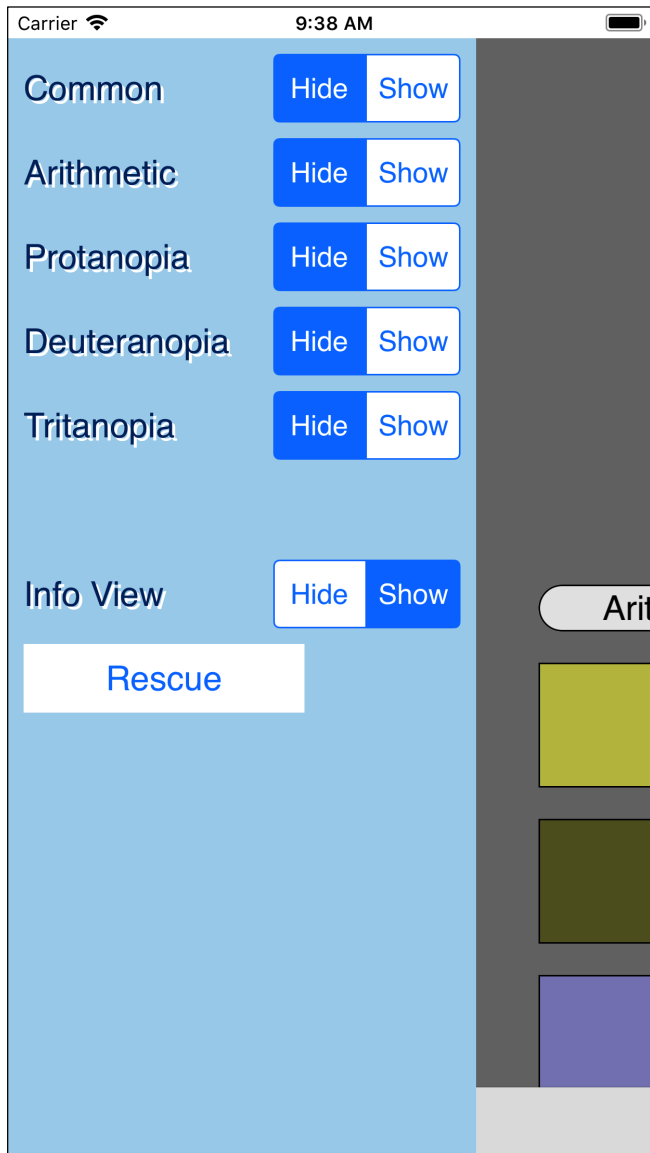 Carrier 9:38 AM
Common Hide Show
Arithmetic Hide Show
Protanopia Hide Show
Deuteranopia Hide Show
Tritanopia Hide Show
Info View Hide Show
Arit
Rescue